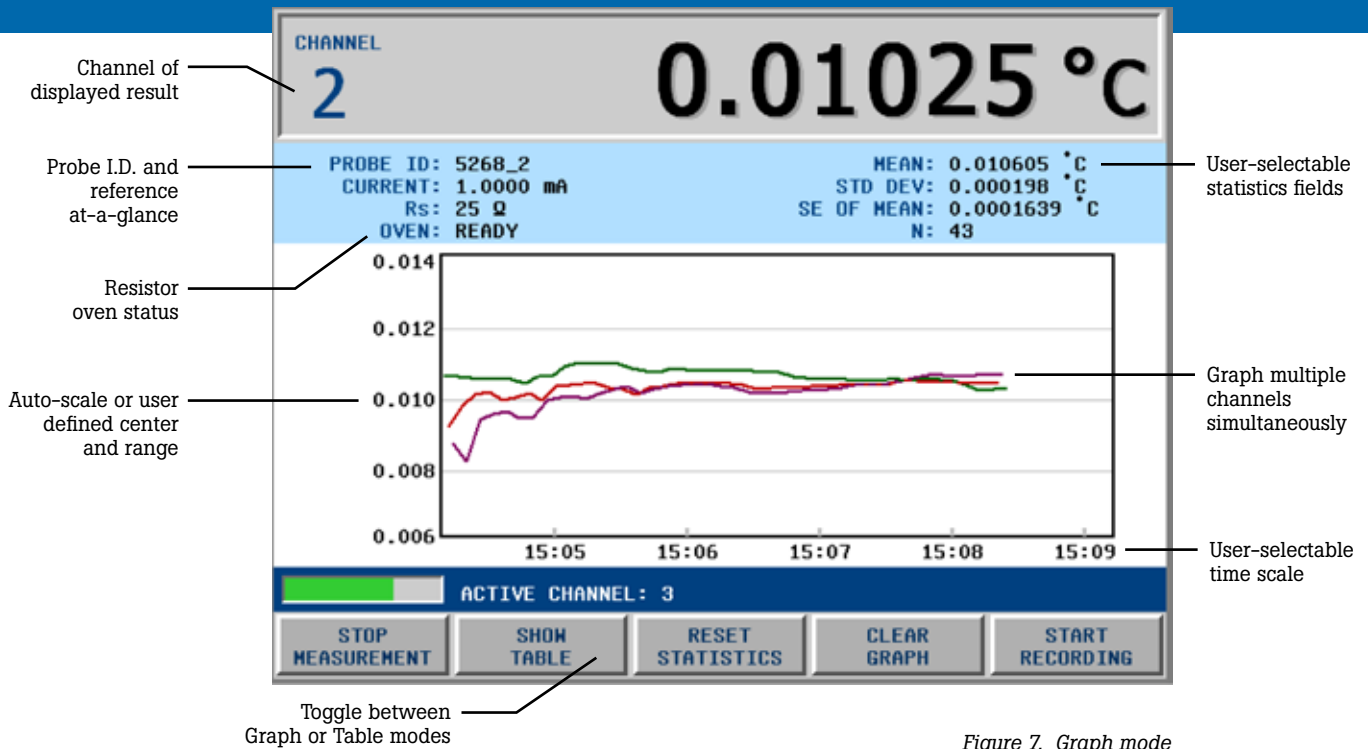 CHANNEL
2
0.01025 °C
Channel of
displayed result
Probe I.D. and
reference
at-a-glance
PROBE ID: 5268_2
CURRENT: 1.0000 mA
Rs: 25 Ω
OVEN: READY
MEAN: 0.010605 °C
STD DEV: 0.000198 °C
SE OF MEAN: 0.0001639 °C
N: 43
User-selectable
statistics fields
Resistor
oven status
0.014
0.012
0.010
0.008
0.006
Auto-scale or user
defined center
and range
Graph multiple
channels
simultaneously
15:05 15:06 15:07 15:08 15:09
User-selectable
time scale
ACTIVE CHANNEL: 3
STOP
MEASUREMENT
SHOW
TABLE
RESET
STATISTICS
CLEAR
GRAPH
START
RECORDING
Toggle between
Graph or Table modes
Figure 7. Graph mode